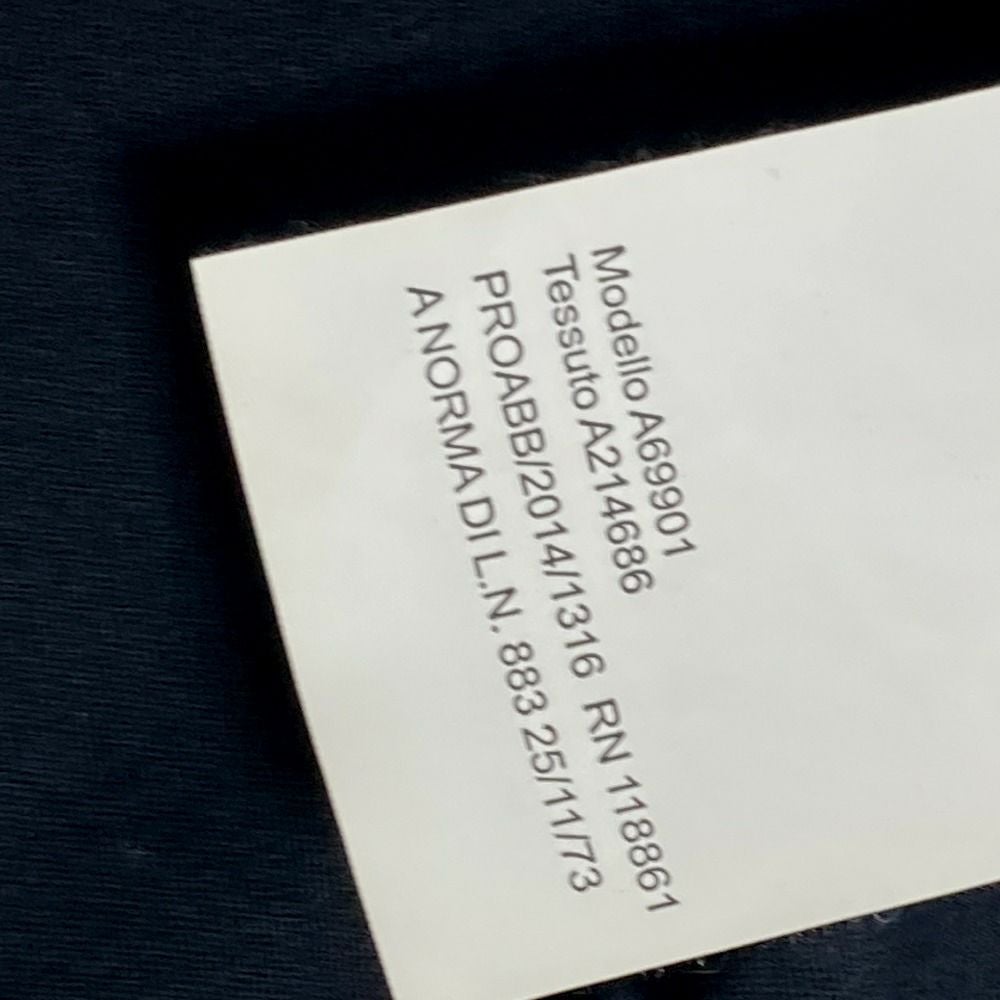 Modello A69901
Tessuto A214686
PROABB/2014/1316 RN 118861
A NORMA DI L.N. 883 25/11/73